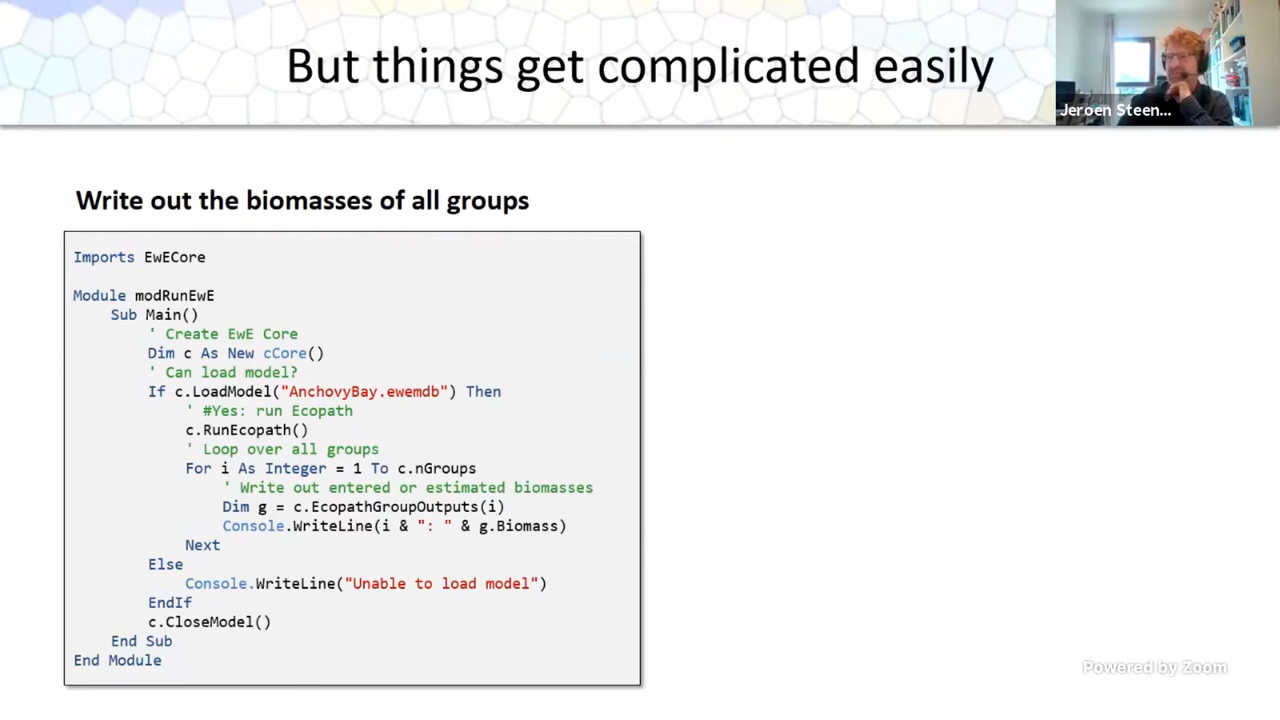 But things get complicated easily
Jeroen Steen...
Write out the biomasses of all groups
Imports EwECore
Module modRunEwE
Sub Main()
' Create EwE Core
Dim c As New cCore()
' Can load model?
If c.LoadModel("AnchovyBay.ewemdb") Then
' #Yes: run Ecopath
c.RunEcopath()
' Loop over all groups
For i As Integer = 1 To c.nGroups
' Write out entered or estimated biomasses
Dim g = c.EcopathGroupOutputs(i)
Console.WriteLine(i & ": " & g.Biomass)
Next
Else
Console.WriteLine("Unable to load model")
EndIf
c.CloseModel()
End Sub
End Module
Powered by Zoom